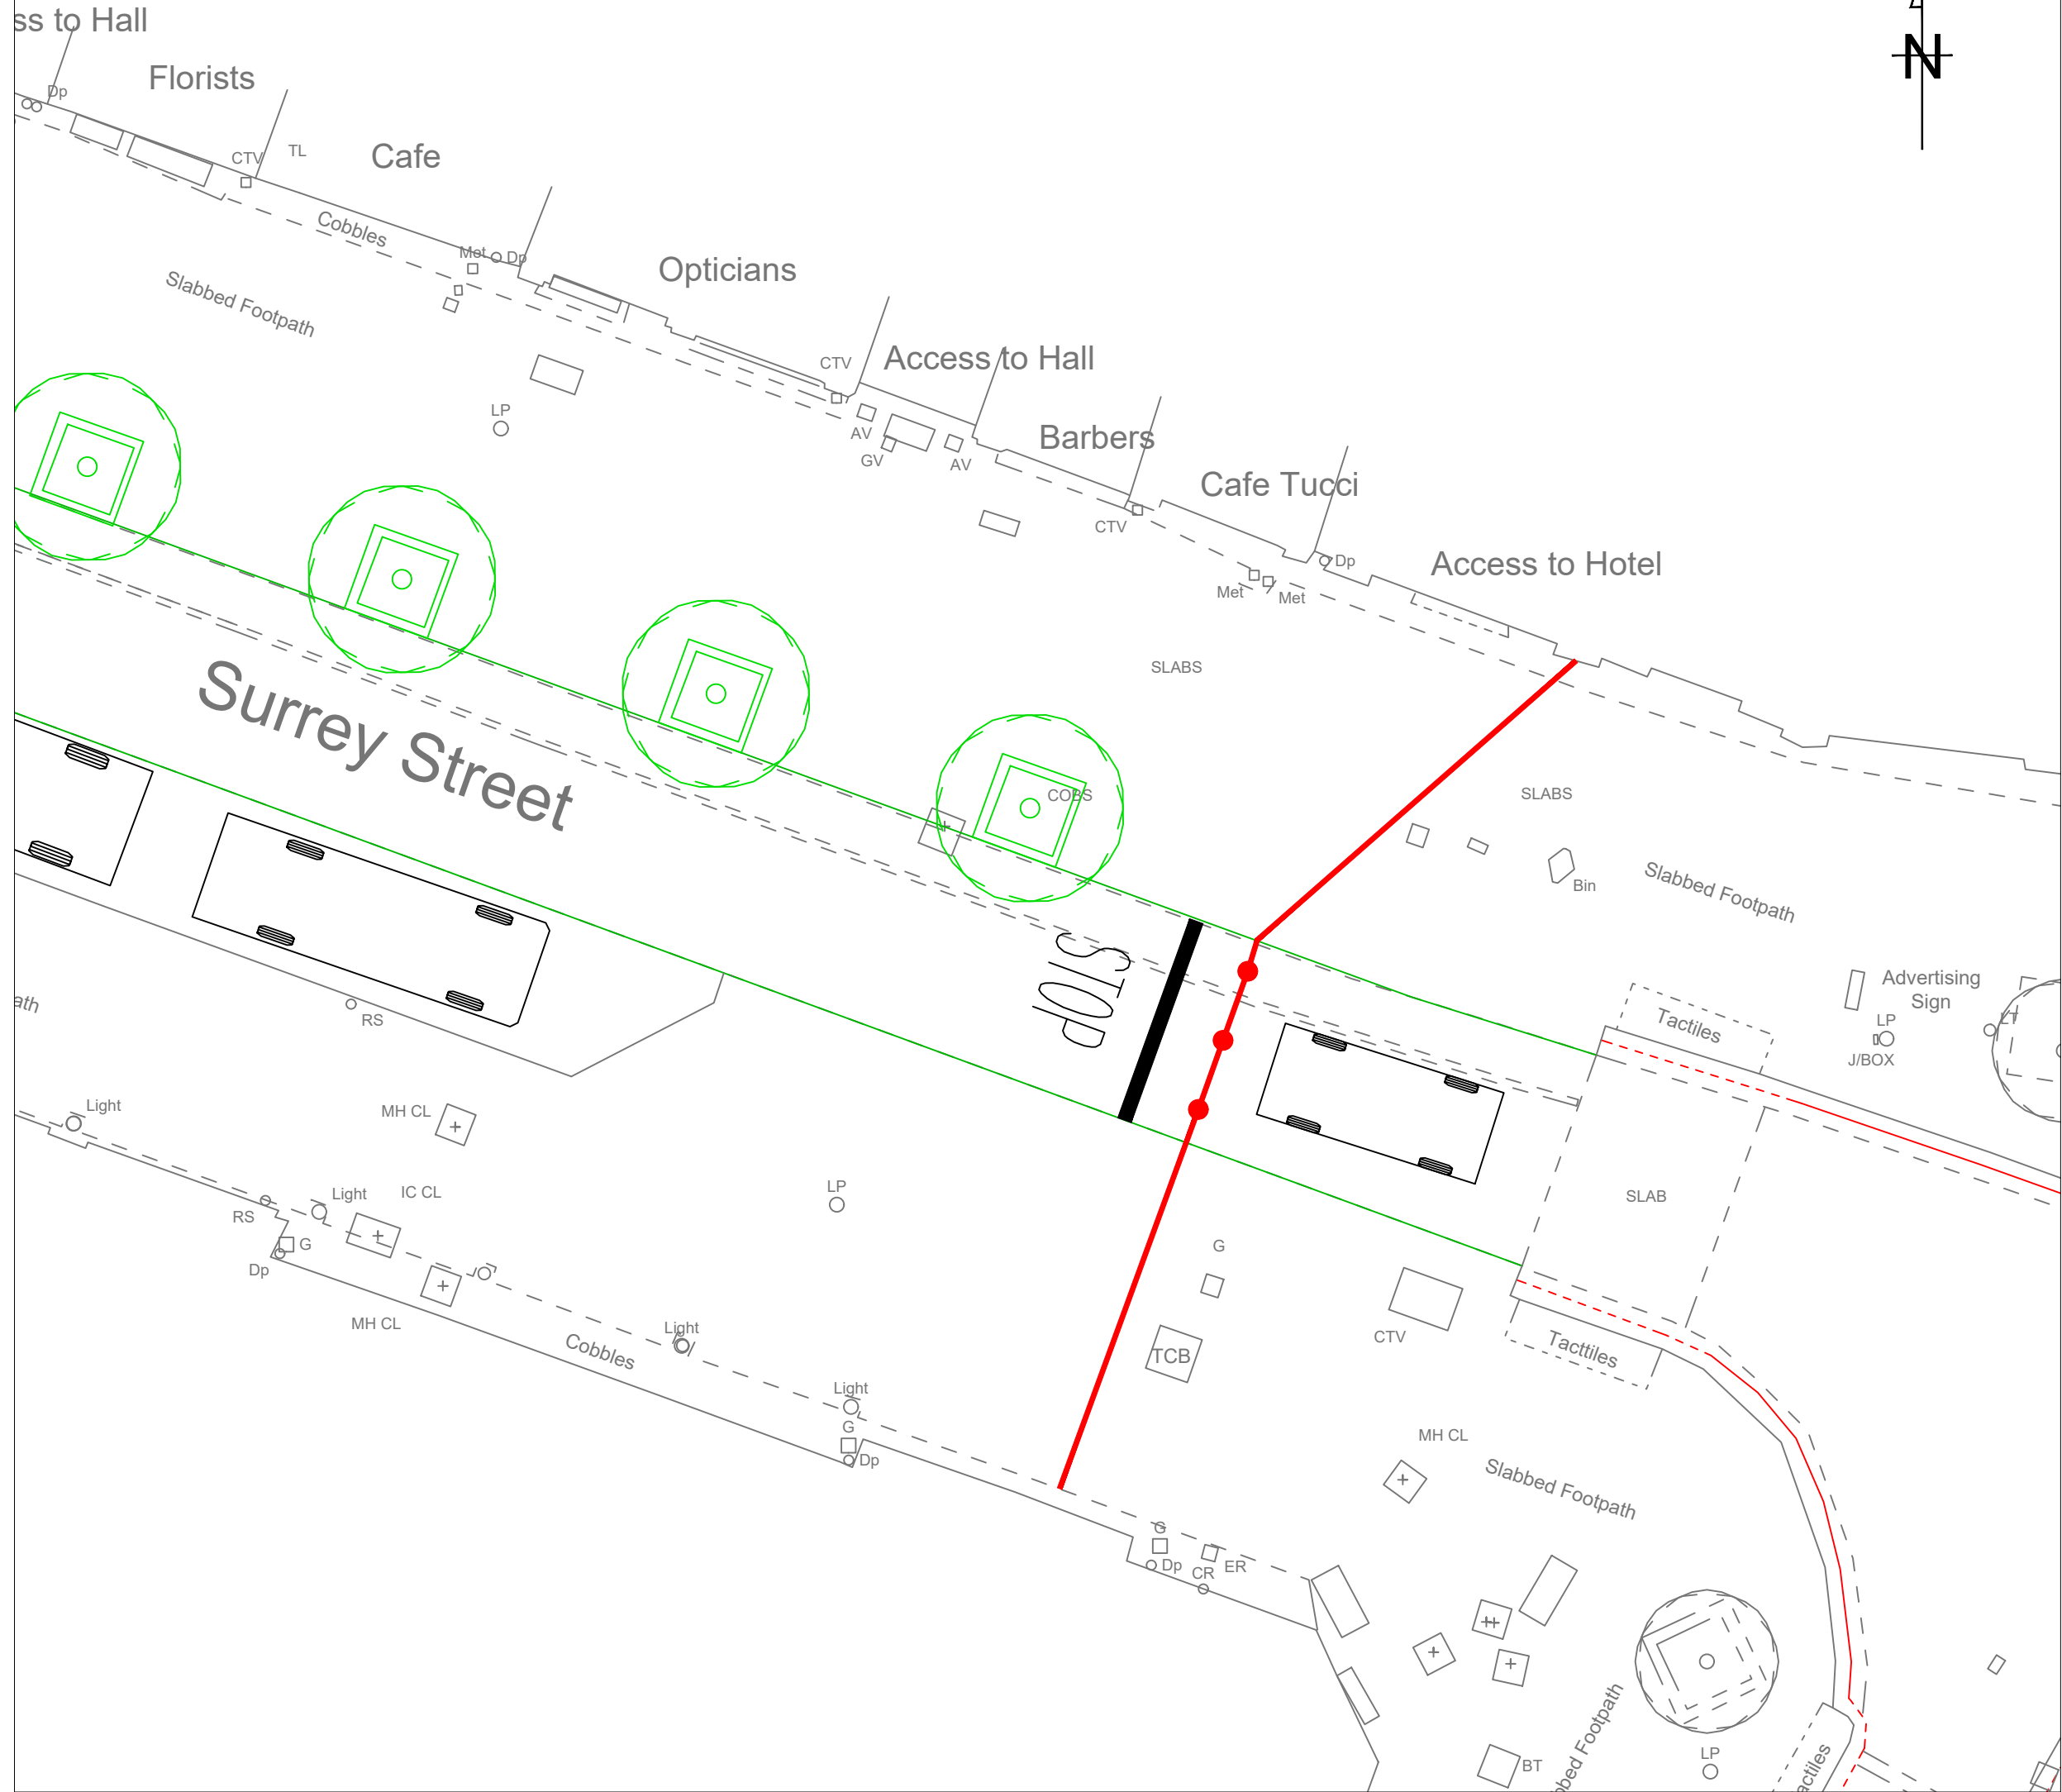 ss to Hall
N
Florists
Dp
CTV
TL
Cafe
Cobbles
Met
Dp
Slabbed Footpath
Opticians
CTV
Access to Hall
LP
AV
GV
AV
Barbers
Cafe Tucci
CTV
Dp
Access to Hotel
Met
Met
SLABS
Surrey Street
COBS
SLABS
Bin
Slabbed Footpath
STOP
Advertising
Sign
LP
LT
J/BOX
Tactiles
ath
RS
Light
MH CL
SLAB
LP
Light
IC CL
RS
G
Dp
G
MH CL
Light
Cobbles
TCB
CTV
Tacttiles
Light
G
Dp
MH CL
Slabbed Footpath
G
Dp
CR
ER
bbed Footpath
BT
LP
actiles